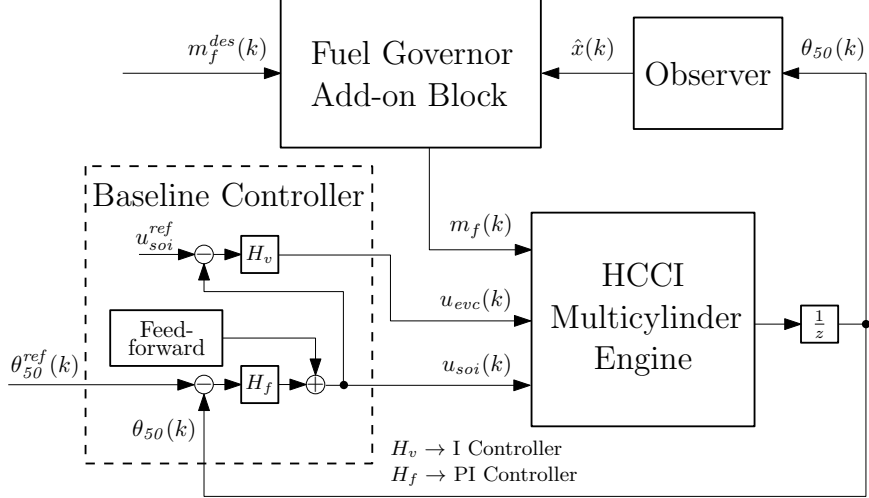 m_f^{des}(k)
Fuel Governor
Add-on Block
x̂(k)
Observer
θ_{50}(k)
Baseline Controller
u_{soi}^{ref}
−
H_v
m_f(k)
u_{evc}(k)
HCCI
Multicylinder
Engine
1/z
Feed-
forward
θ_{50}^{ref}(k)
−
H_f
+
u_{soi}(k)
θ_{50}(k)
H_v → I Controller
H_f → PI Controller